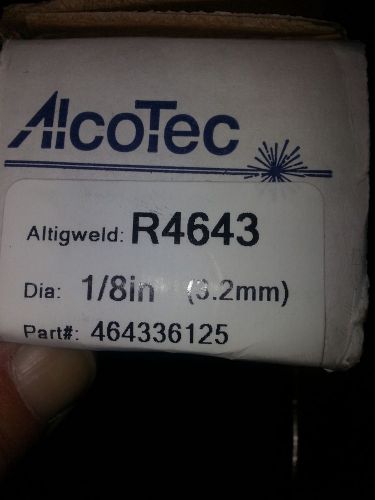 AlcoTec
Altigweld: R4643
Dia: 1/8in (3.2mm)
Part#: 464336125